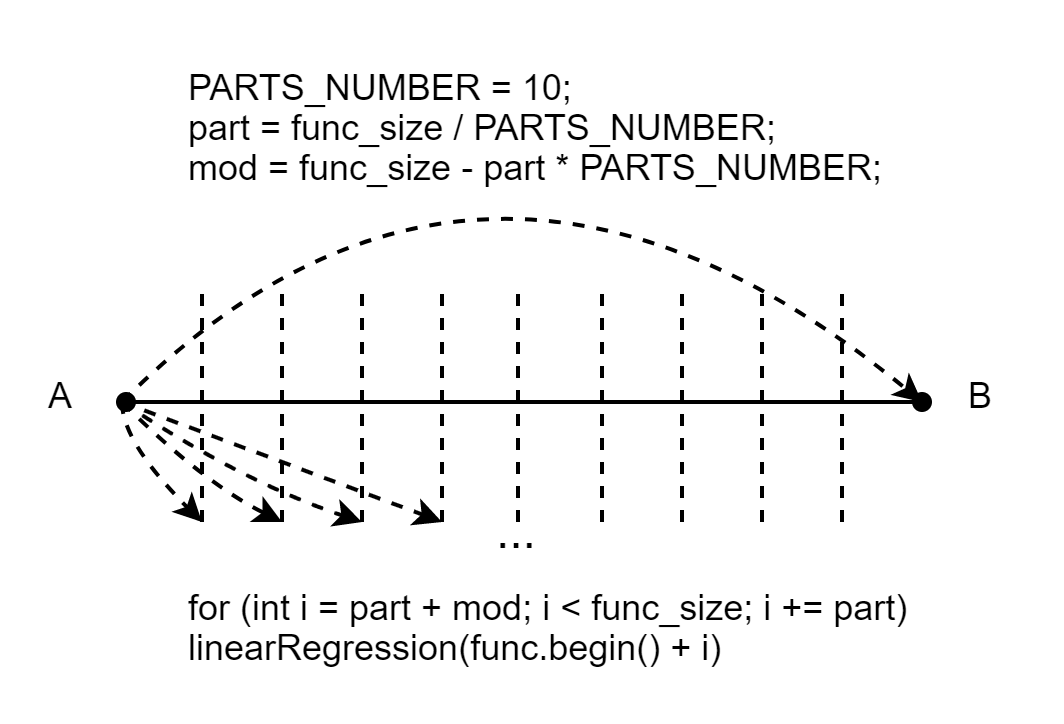 PARTS_NUMBER = 10;
part = func_size / PARTS_NUMBER;
mod = func_size - part * PARTS_NUMBER;
A
B
...
for (int i = part + mod; i < func_size; i += part)
linearRegression(func.begin() + i)